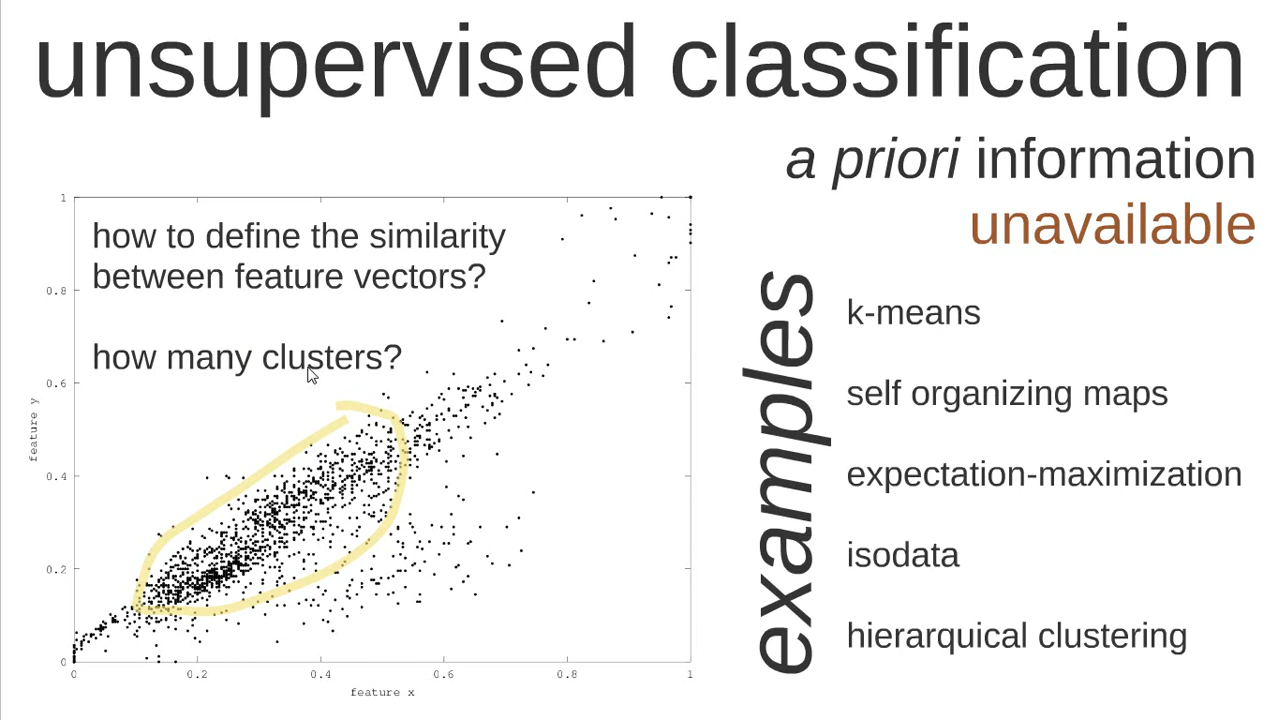 unsupervised classification
a priori information
unavailable
how to define the similarity
between feature vectors?
how many clusters?
1
0.8
0.6
0.4
0.2
0
feature y
0
0.2
0.4
0.6
0.8
1
feature x
examples
k-means
self organizing maps
expectation-maximization
isodata
hierarquical clustering